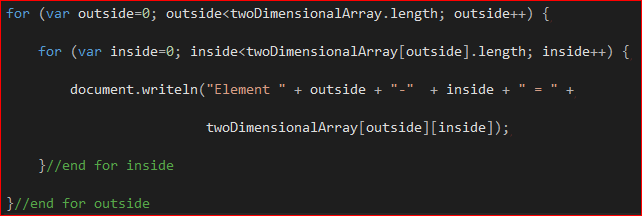 for (var outside=0; outside<twoDimensionalArray.length; outside++) {
for (var inside=0; inside<twoDimensionalArray[outside].length; inside++) {
document.writeln("Element " + outside + "-"  + inside + " = " +
twoDimensionalArray[outside][inside]);
}//end for inside
}//end for outside